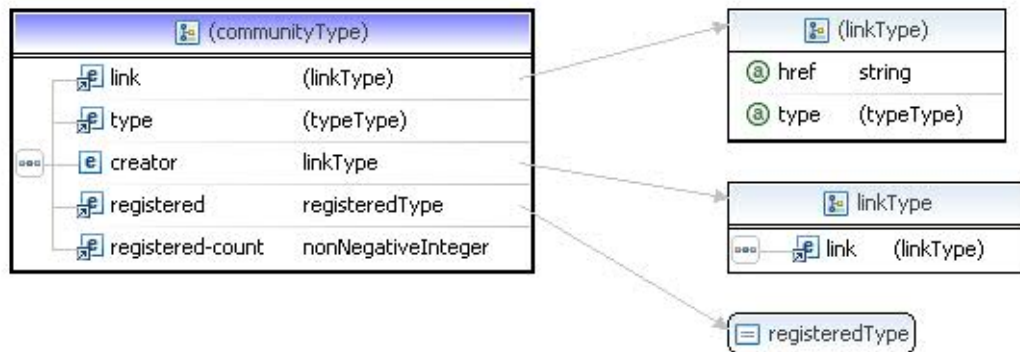 (communityType)
link (linkType)
type (typeType)
creator linkType
registered registeredType
registered-count nonNegativeInteger
(linkType)
a href string
a type (typeType)
linkType
e link (linkType)
registeredType